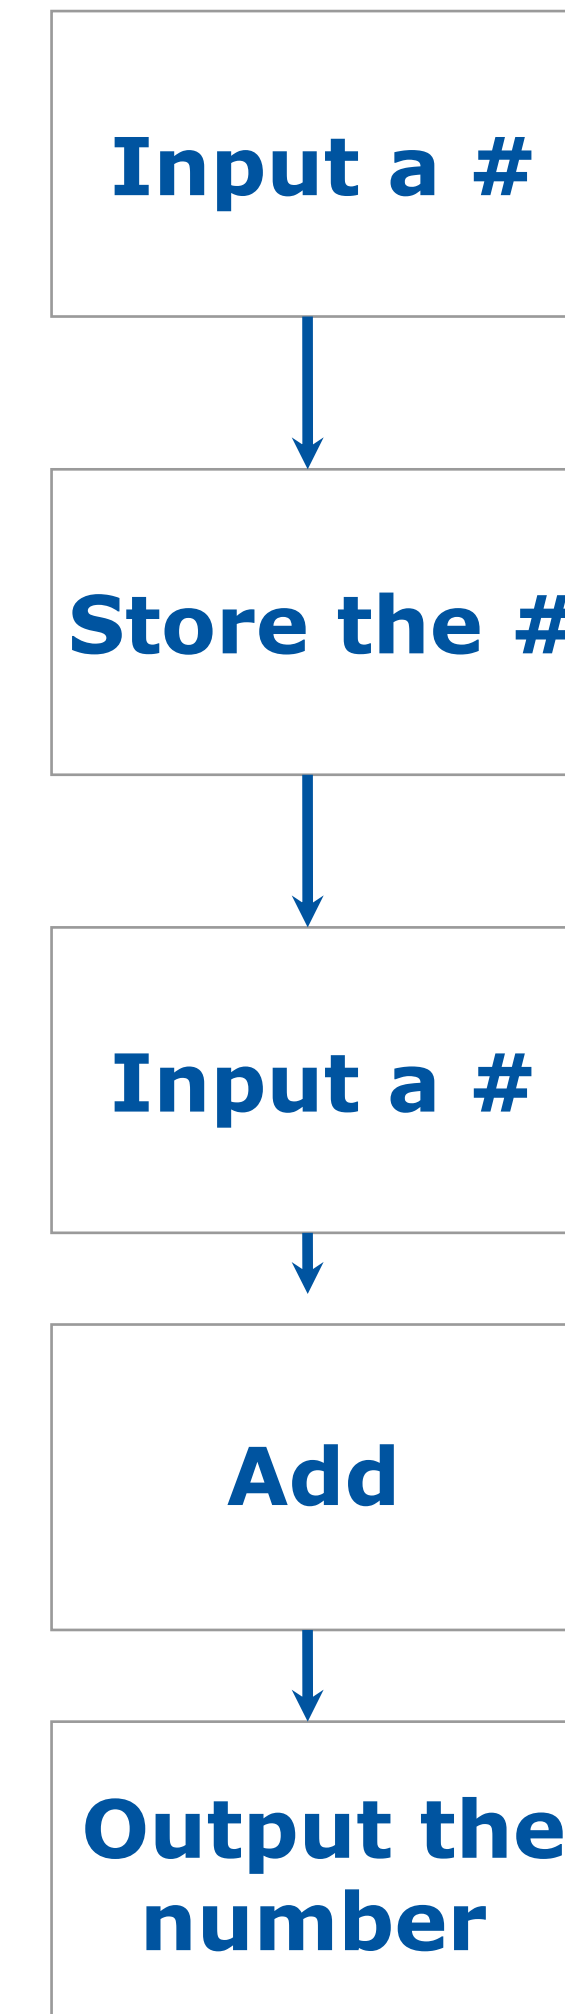 Input a #
Store the #
Input a #
Add
Output the
number